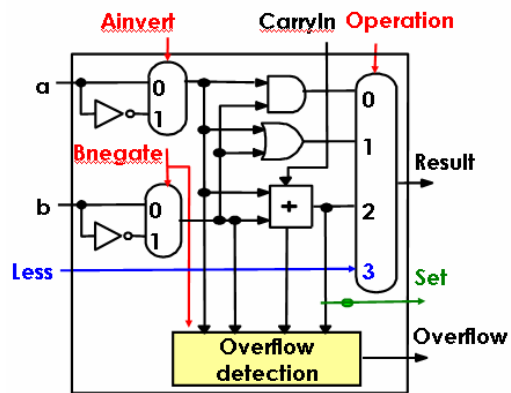 Ainvert
CarryIn
Operation
a
0
1
0
1
Bnegate
Result
b
0
1
+
2
Less
3
Set
Overflow
Overflow
detection